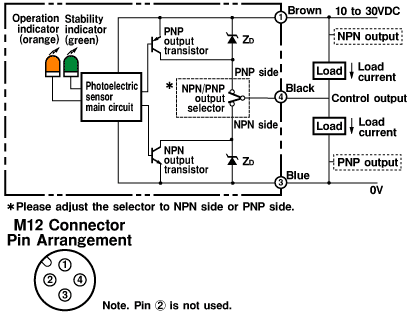 Operation indicator (orange)
Stability indicator (green)
PNP output transistor
ZD
1
Brown
10 to 30VDC
NPN output
Load
Load current
PNP side
Photoelectric sensor main circuit
*
NPN/PNP output selector
4
Black
Control output
NPN side
Load
Load current
NPN output transistor
ZD
PNP output
3
Blue
0V
*Please adjust the selector to NPN side or PNP side.
M12 Connector
Pin Arrangement
1
2
4
3
Note. Pin ② is not used.